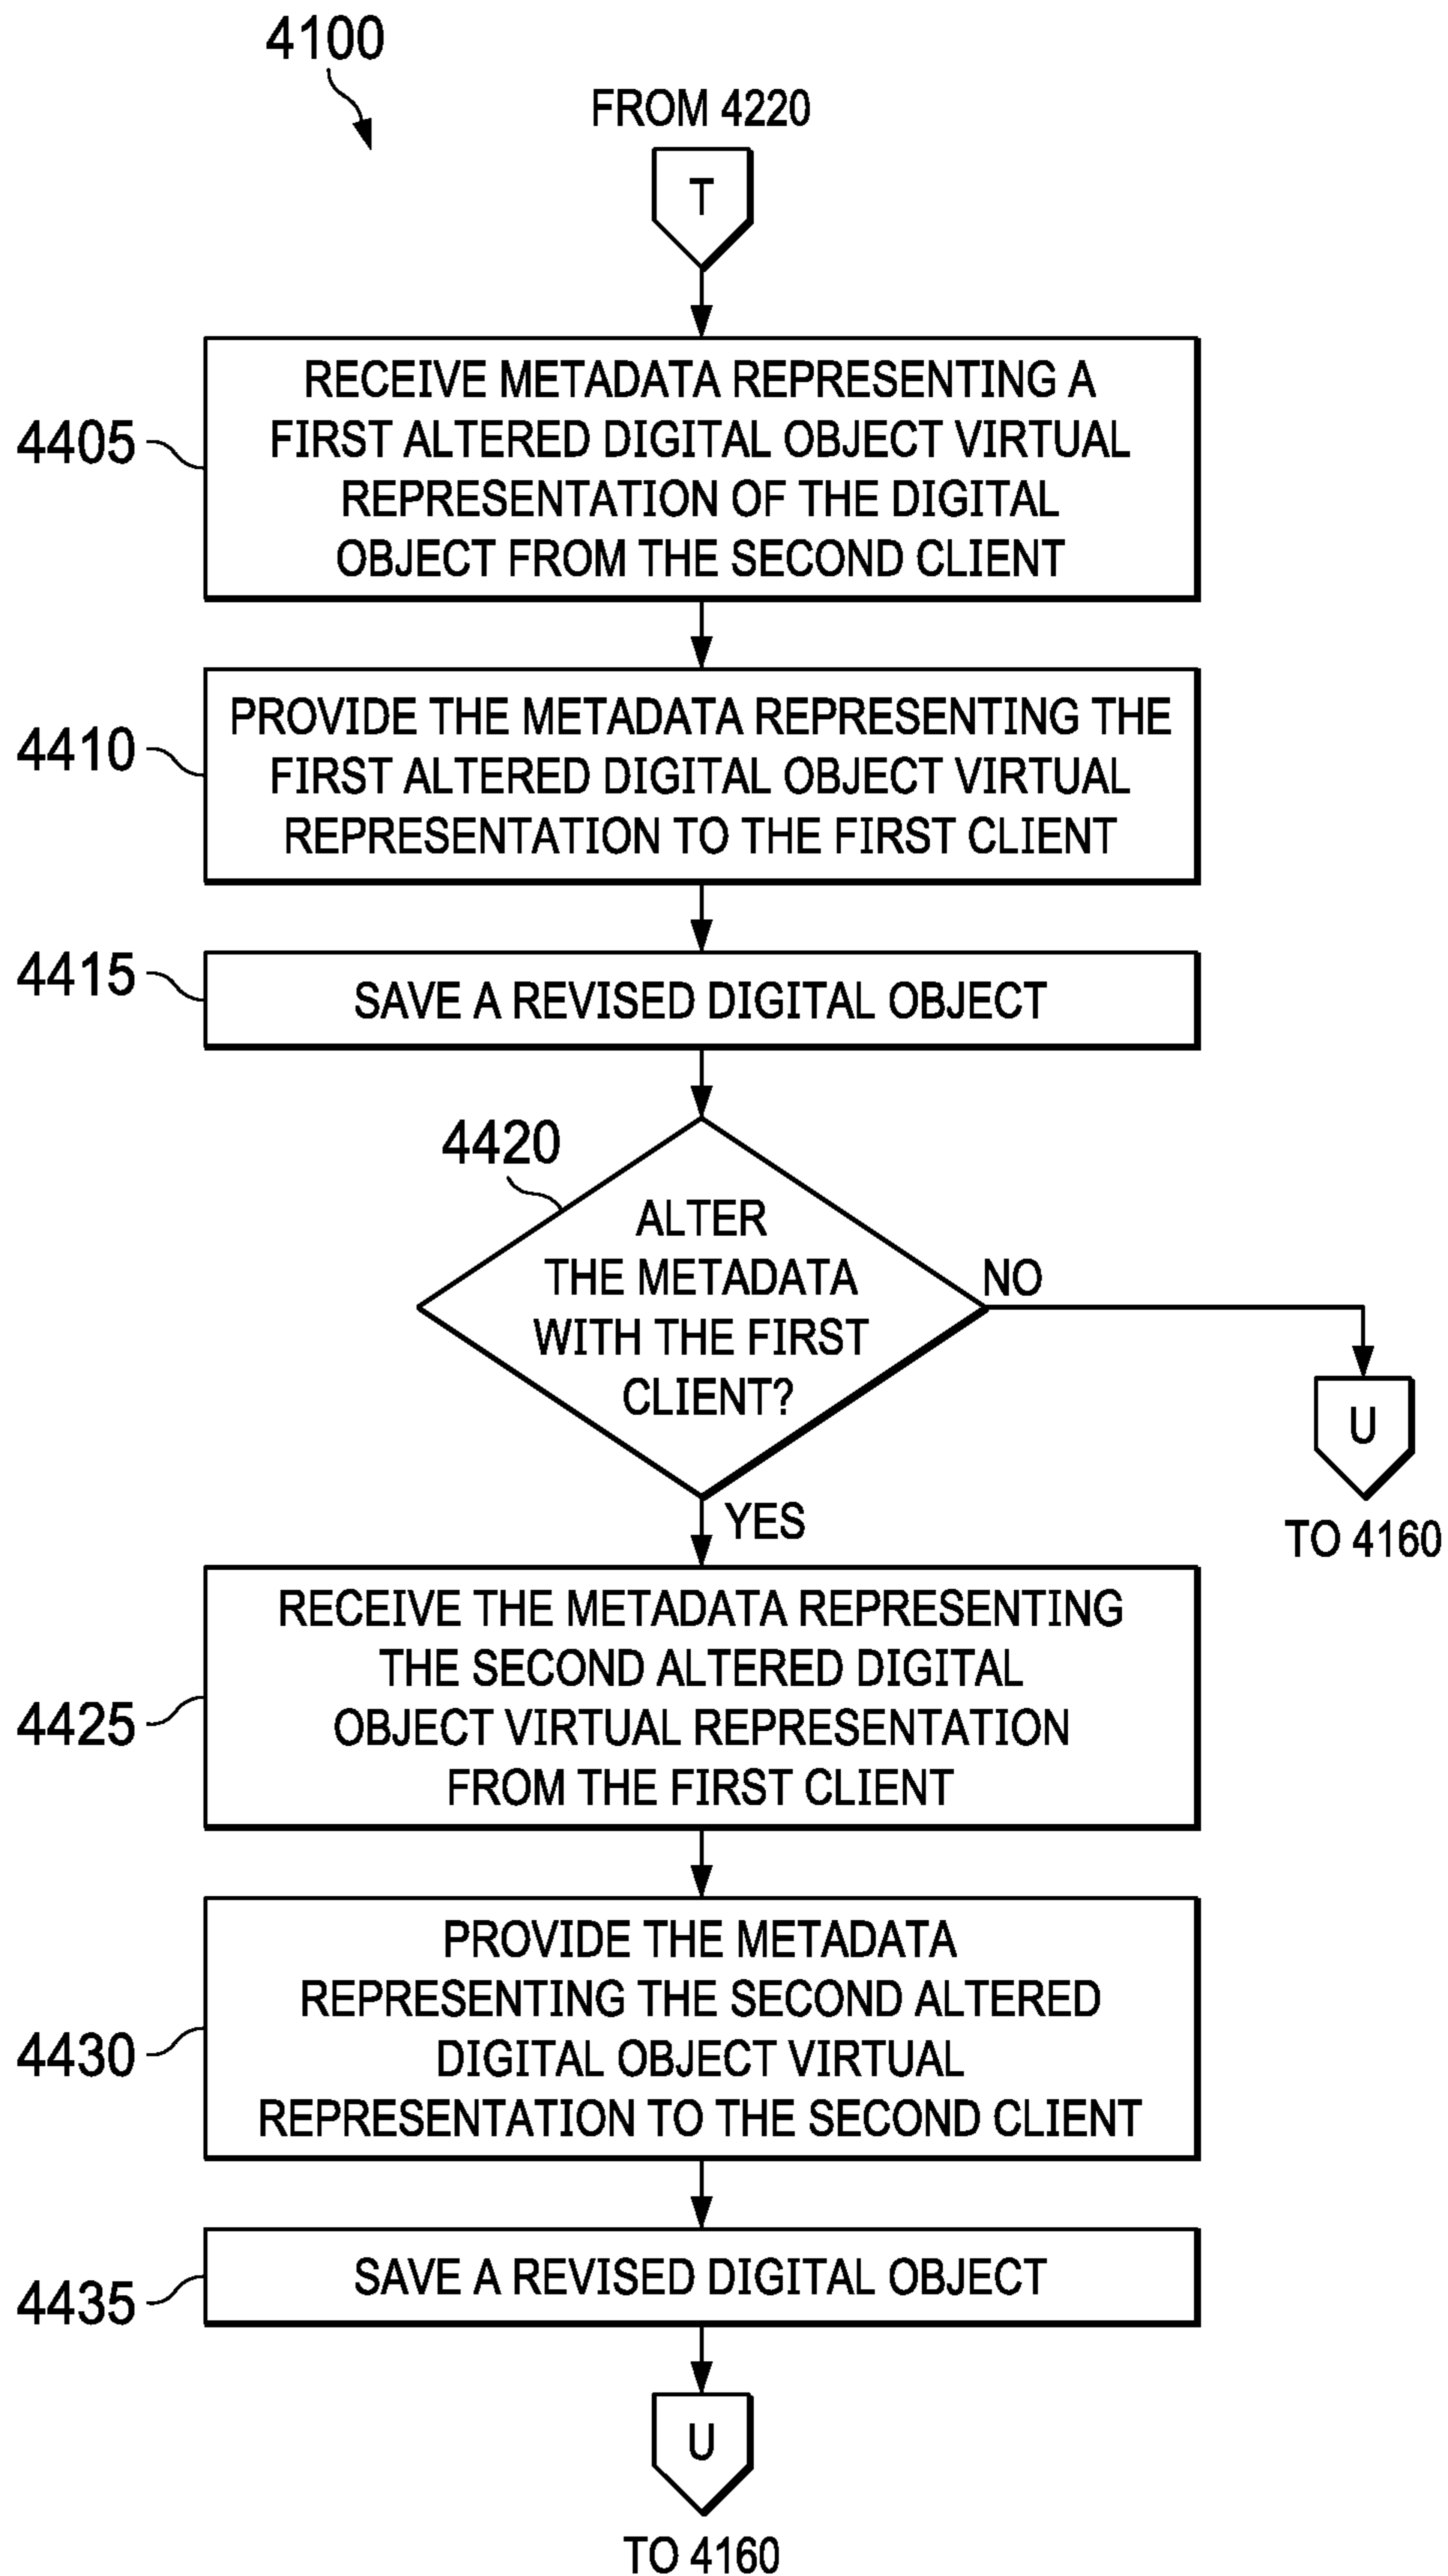 4100
FROM 4220
T
4405
RECEIVE METADATA REPRESENTING A
FIRST ALTERED DIGITAL OBJECT VIRTUAL
REPRESENTATION OF THE DIGITAL
OBJECT FROM THE SECOND CLIENT
4410
PROVIDE THE METADATA REPRESENTING THE
FIRST ALTERED DIGITAL OBJECT VIRTUAL
REPRESENTATION TO THE FIRST CLIENT
4415
SAVE A REVISED DIGITAL OBJECT
4420
ALTER
THE METADATA
WITH THE FIRST
CLIENT?
NO
U
TO 4160
YES
4425
RECEIVE THE METADATA REPRESENTING
THE SECOND ALTERED DIGITAL
OBJECT VIRTUAL REPRESENTATION
FROM THE FIRST CLIENT
4430
PROVIDE THE METADATA
REPRESENTING THE SECOND ALTERED
DIGITAL OBJECT VIRTUAL
REPRESENTATION TO THE SECOND CLIENT
4435
SAVE A REVISED DIGITAL OBJECT
U
TO 4160